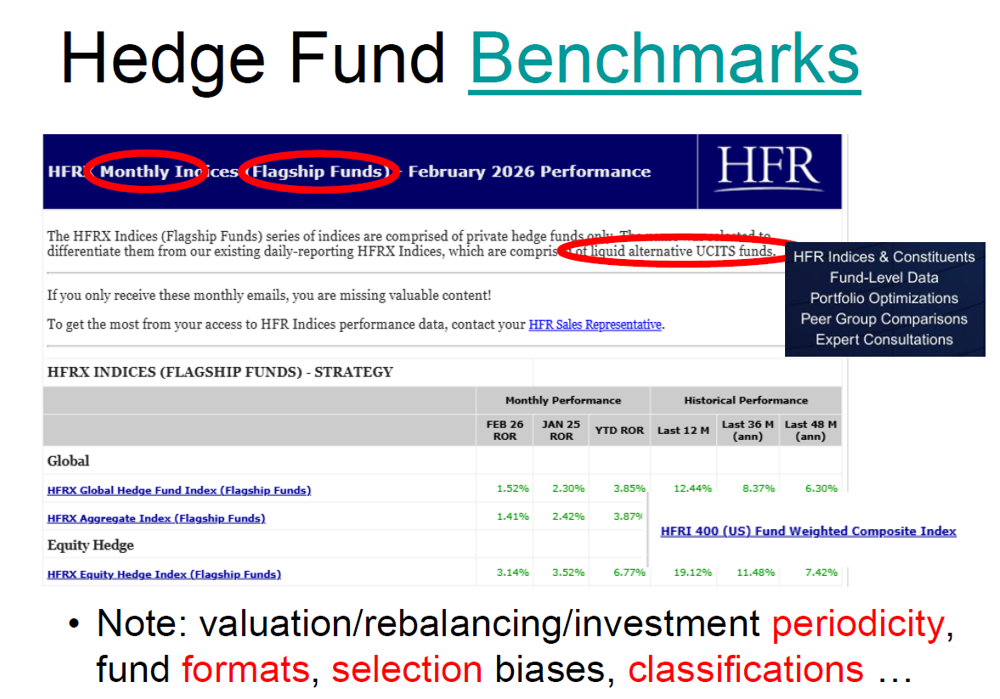 Hedge Fund Benchmarks
HFRX Monthly Indices (Flagship Funds) - February 2026 Performance
HFR
The HFRX Indices (Flagship Funds) series of indices are comprised of private hedge funds only. The
differentiate them from our existing daily-reporting HFRX Indices, which are comprised of liquid alternative UCITS funds.
HFR Indices & Constituents
Fund-Level Data
Portfolio Optimizations
Peer Group Comparisons
Expert Consultations
If you only receive these monthly emails, you are missing valuable content!
To get the most from your access to HFR Indices performance data, contact your HFR Sales Representative.
HFRX INDICES (FLAGSHIP FUNDS) - STRATEGY
Monthly Performance Historical Performance
FEB 26 ROR JAN 25 ROR YTD ROR Last 12 M Last 36 M (ann) Last 48 M (ann)
Global
HFRX Global Hedge Fund Index (Flagship Funds) 1.52% 2.30% 3.85% 12.44% 8.37% 6.30%
HFRX Aggregate Index (Flagship Funds) 1.41% 2.42% 3.87%
HFRI 400 (US) Fund Weighted Composite Index
Equity Hedge
HFRX Equity Hedge Index (Flagship Funds) 3.14% 3.52% 6.77% 19.12% 11.48% 7.42%
• Note: valuation/rebalancing/investment periodicity,
fund formats, selection biases, classifications …